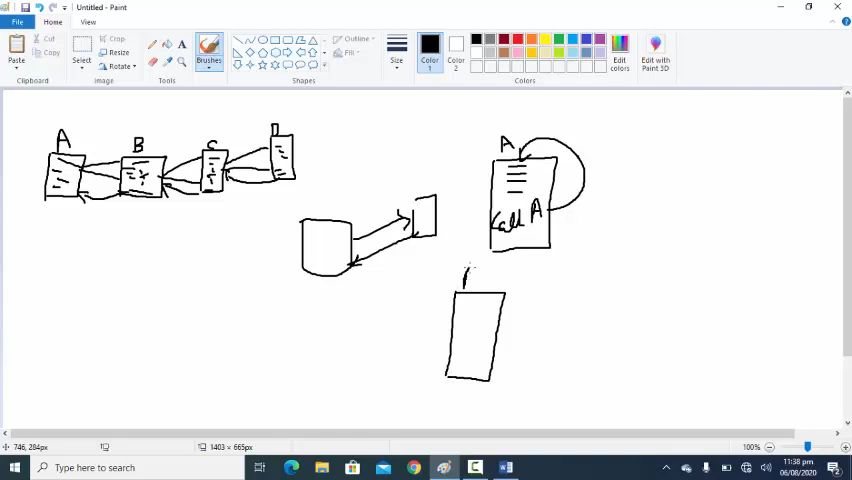 Untitled - Paint
File Home View
Cut
Copy
Paste
Crop
Resize
Select
Rotate
Brushes
Outline
Fill
Size
Color 1
Color 2
Edit colors
Edit with Paint 3D
Clipboard
Image
Tools
Shapes
Colors
A B C D
A
Call A
746, 284px
1403 × 665px
100%
Type here to search
W
11:38 pm
06/08/2020
2